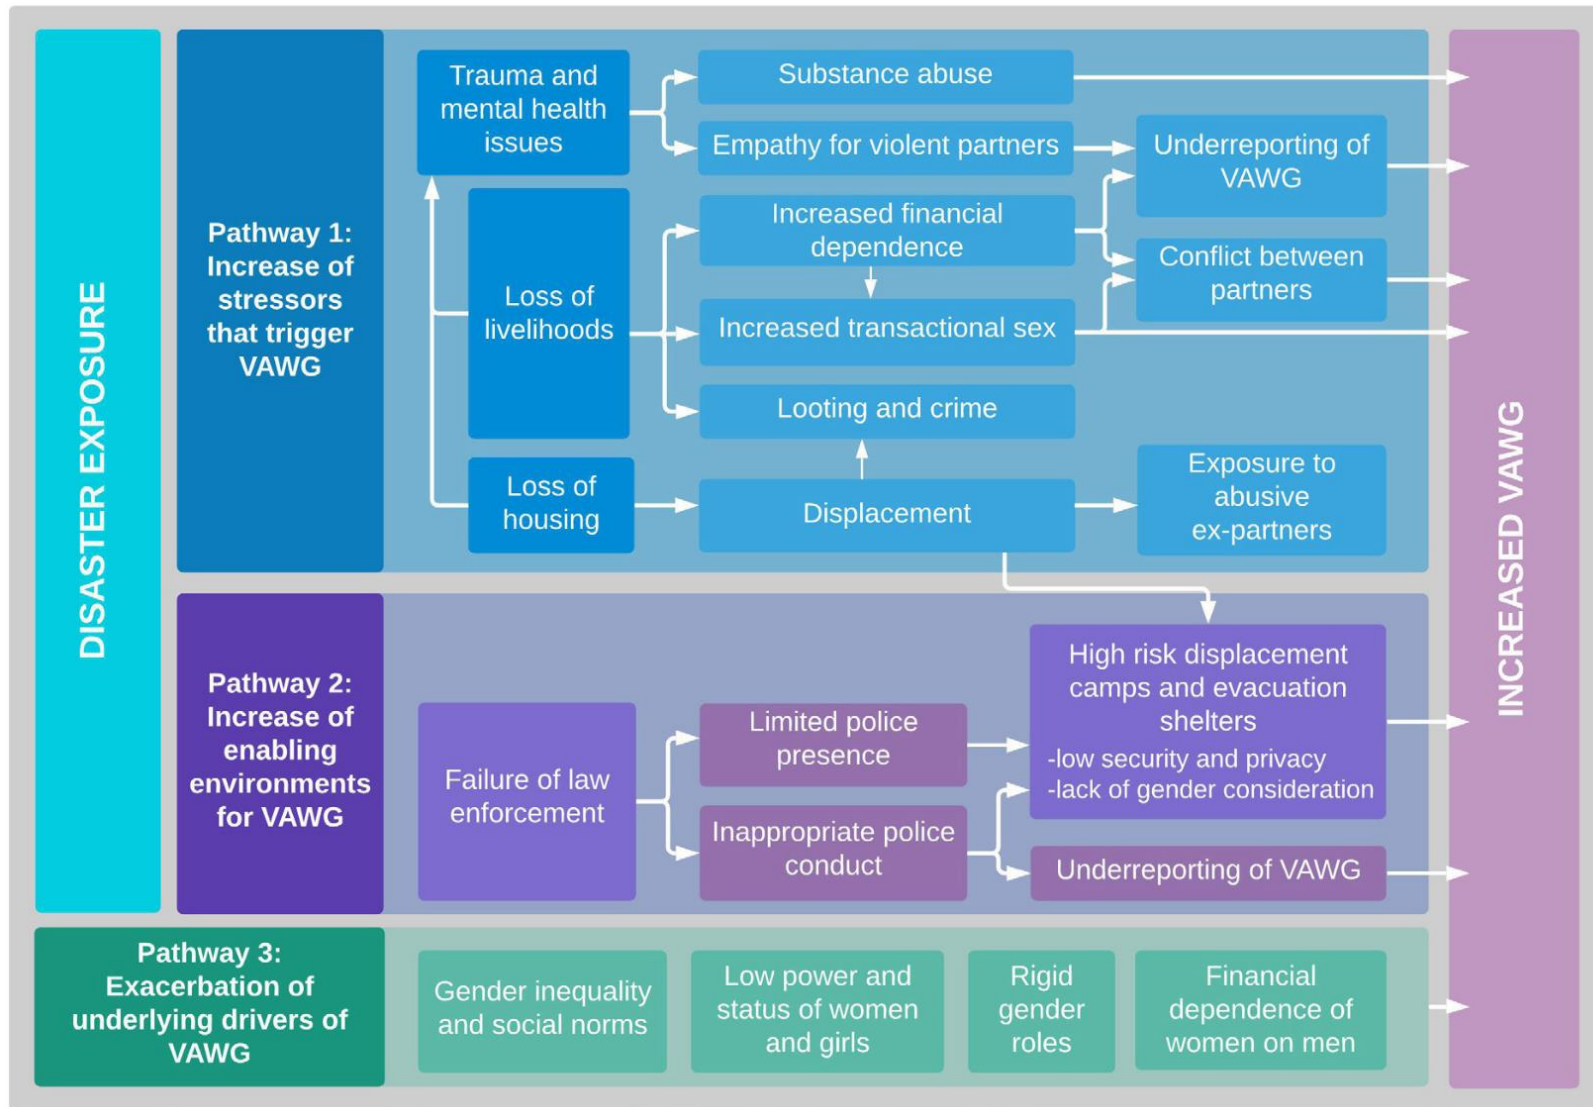 DISASTER EXPOSURE
Pathway 1:
Increase of
stressors
that trigger
VAWG
Trauma and
mental health
issues
Substance abuse
Empathy for violent partners
Underreporting of
VAWG
Loss of
livelihoods
Increased financial
dependence
Conflict between
partners
Increased transactional sex
Looting and crime
Loss of
housing
Displacement
Exposure to
abusive
ex-partners
Pathway 2:
Increase of
enabling
environments
for VAWG
Failure of law
enforcement
Limited police
presence
Inappropriate police
conduct
High risk displacement
camps and evacuation
shelters
-low security and privacy
-lack of gender consideration
Underreporting of VAWG
Pathway 3:
Exacerbation of
underlying drivers of
VAWG
Gender inequality
and social norms
Low power and
status of women
and girls
Rigid
gender
roles
Financial
dependence of
women on men
INCREASED VAWG